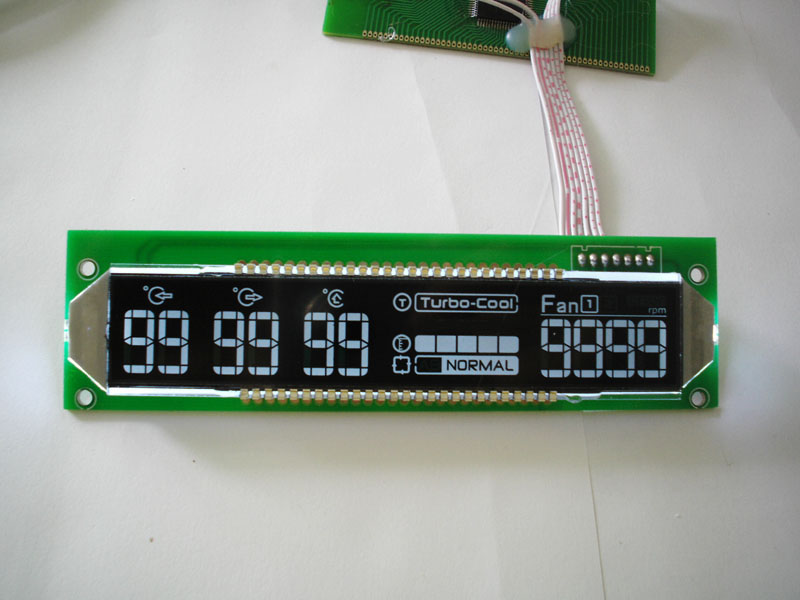 °C °C °C
99 99 99
T Turbo-Cool
E
NORMAL
Fan 1
rpm
9999